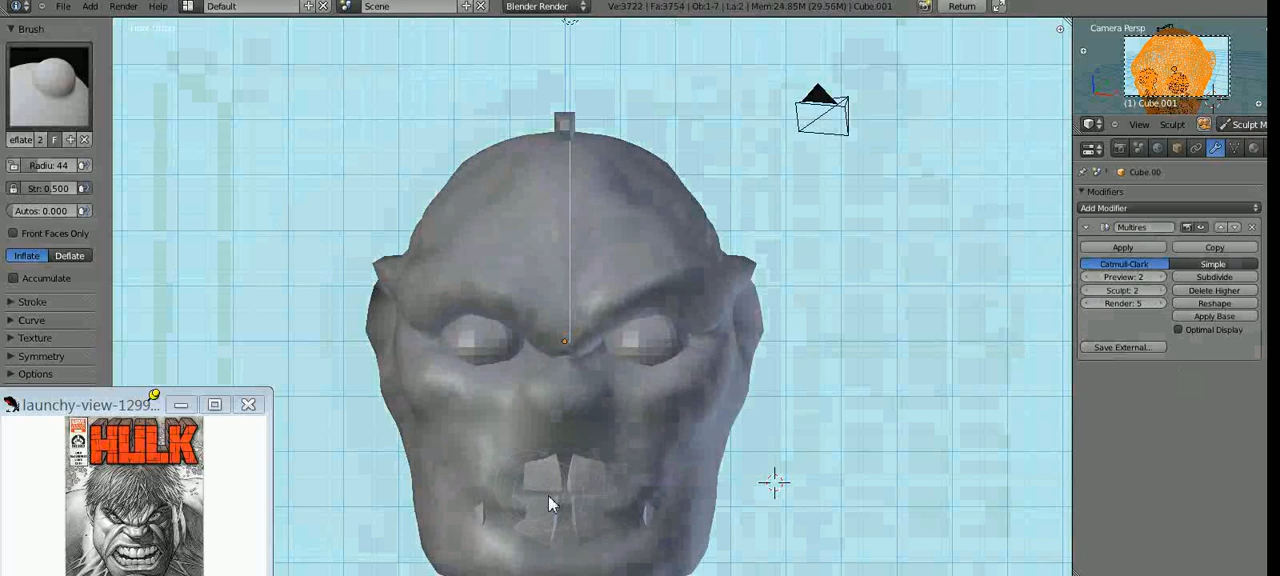 File Add Render Help Default Scene Blender Render Ve:3722 | Fa:3754 | Ob:1-7 | La:2 | Mem:24.85M (29.56M) | Cube.001 Return
Brush
eflate 2 F
Radiu: 44
Str: 0.500
Autos: 0.000
Front Faces Only
Inflate Deflate
Accumulate
Stroke
Curve
Texture
Symmetry
Options
launchy-view-1299...
HULK
Camera Persp
(1) Cube.001
View Sculpt Sculpt M
Cube.00
Modifiers
Add Modifier
Multires
Apply Copy
Catmull-Clark Simple
Preview: 2 Subdivide
Sculpt: 2 Delete Higher
Render: 5 Reshape
Apply Base
Optimal Display
Save External...